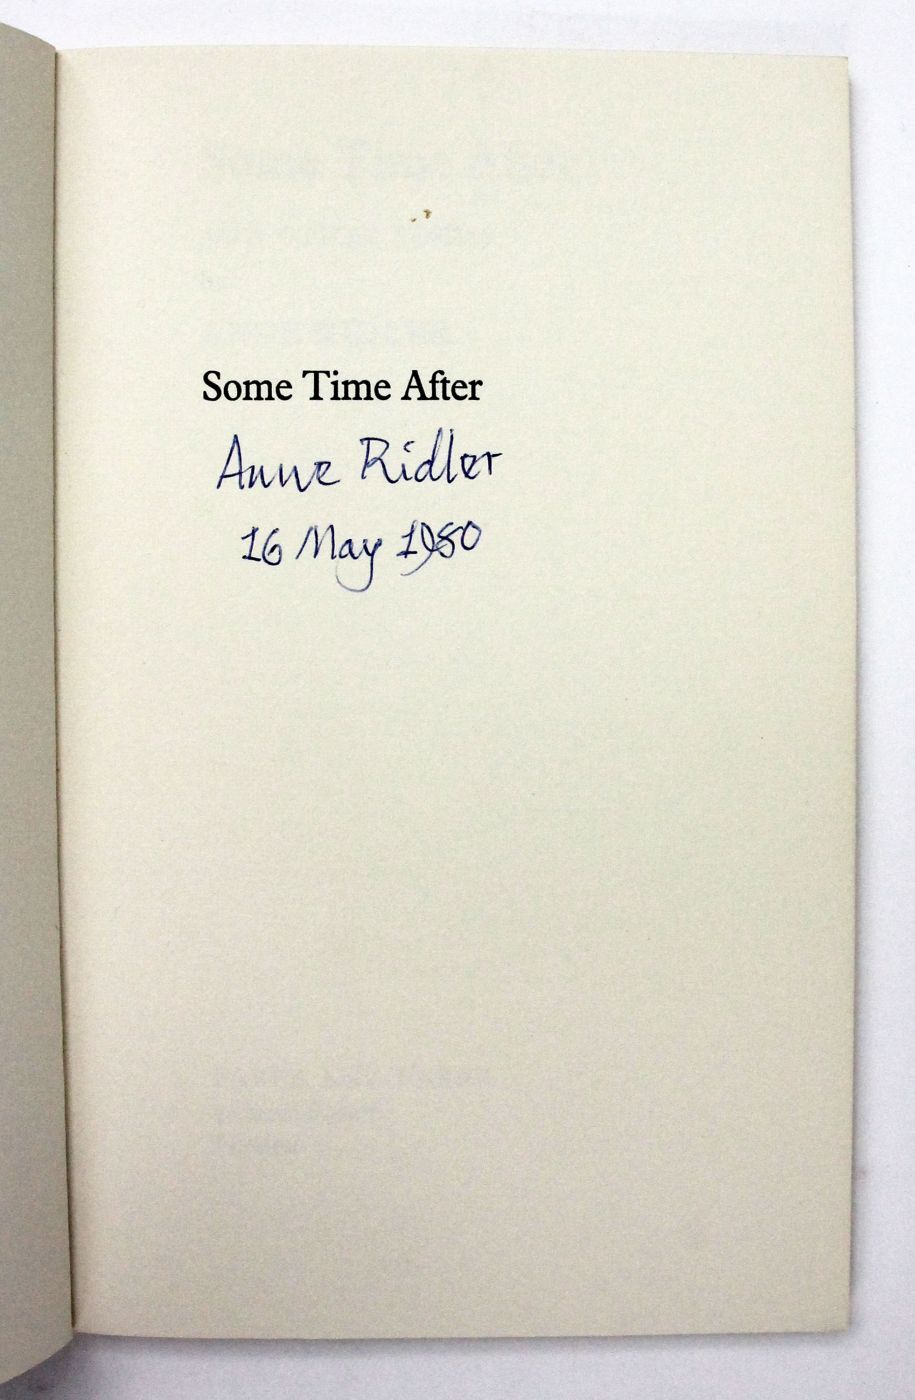 Some Time After
Anne Ridler
16 May 1980